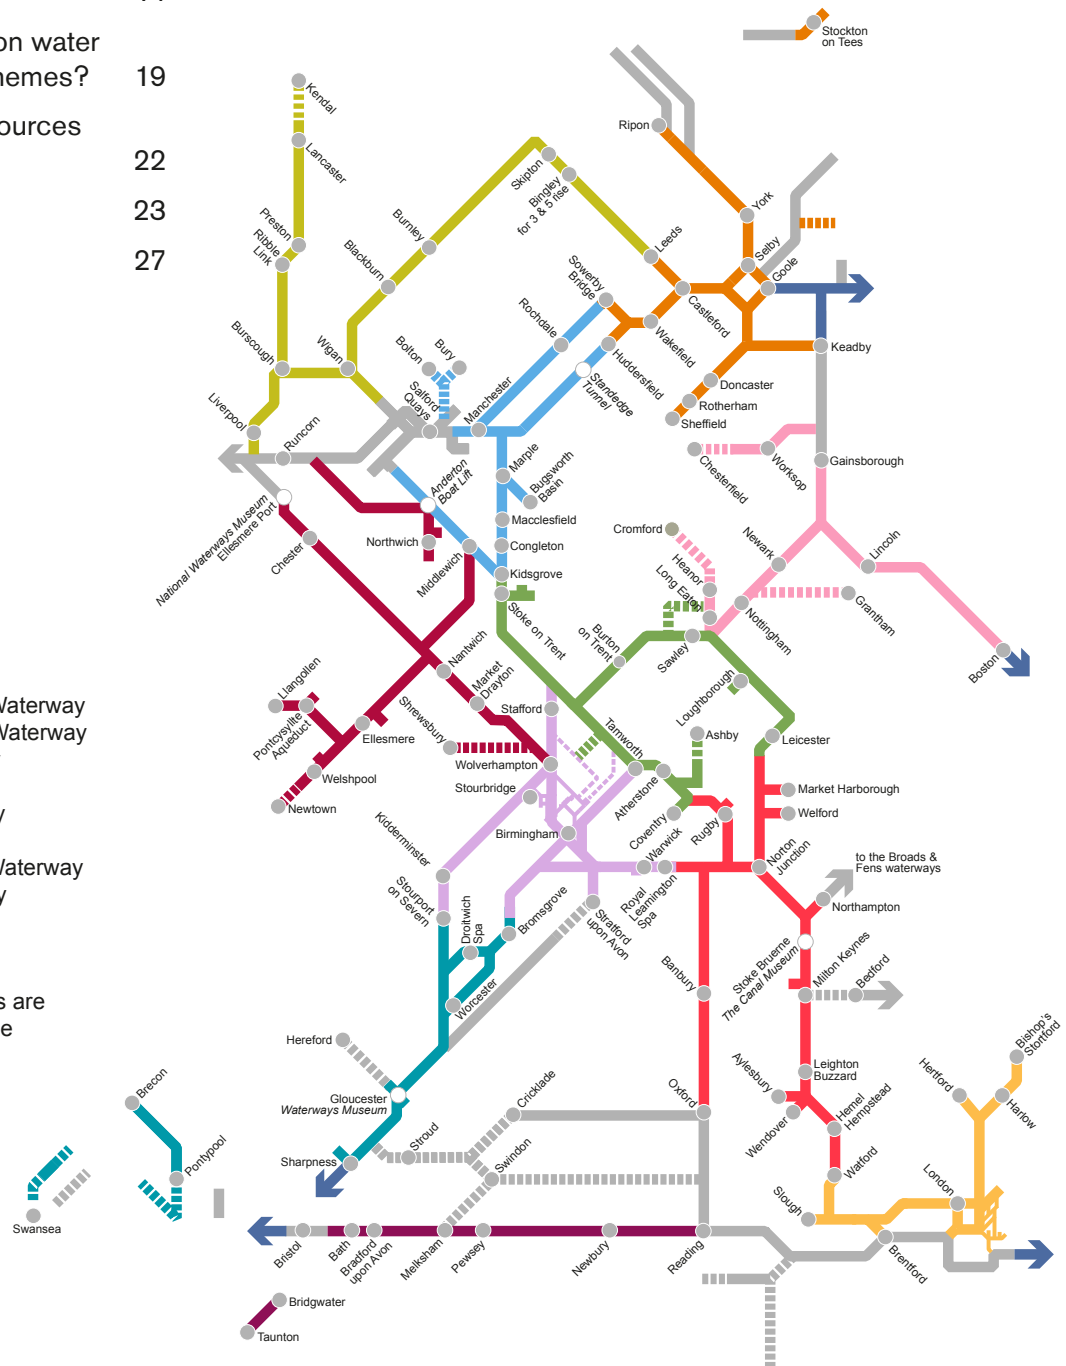 on water
hemes?
19
ources
22
23
27
Stockton
on Tees
Kendal
Lancaster
Preston
Ribble
Link
Burscough
Liverpool
Wigan
Blackburn
Burnley
Skipton
Bingley
for 3 & 5 rise
Leeds
Ripon
York
Selby
Goole
Castleford
Keadby
Sowerby
Bridge
Wakefield
Huddersfield
Rochdale
Standedge
Tunnel
Doncaster
Rotherham
Sheffield
Bolton
Bury
Salford
Quays
Manchester
Runcorn
Anderton
Boat Lift
National Waterways Museum
Ellesmere Port
Chester
Northwich
Middlewich
Marple
Bugsworth
Basin
Macclesfield
Congleton
Kidsgrove
Stoke on Trent
Chesterfield
Worksop
Gainsborough
Cromford
Heanor
Long Eaton
Newark
Lincoln
Grantham
Nottingham
Boston
Burton
on Trent
Sawley
Loughborough
Leicester
Nantwich
Market
Drayton
Llangollen
Pontcysyllte
Aqueduct
Ellesmere
Welshpool
Newtown
Shrewsbury
Stafford
Wolverhampton
Stourbridge
Birmingham
Tamworth
Ashby
Atherstone
Coventry
Rugby
Warwick
Royal
Leamington
Spa
Market Harborough
Welford
Norton
Junction
to the Broads &
Fens waterways
Northampton
Kidderminster
Stourport
on Severn
Droitwich
Spa
Bromsgrove
Stratford
upon Avon
Worcester
Banbury
Stoke Bruerne
The Canal Museum
Milton Keynes
Bedford
Waterway
Waterway
y
Waterway
y
s are
e
Hereford
Gloucester
Waterways Museum
Sharpness
Stroud
Cricklade
Swindon
Oxford
Leighton
Buzzard
Aylesbury
Wendover
Hemel
Hempstead
Watford
Bishop's
Stortford
Hertford
Harlow
London
Slough
Brentford
Brecon
Pontypool
Swansea
Bristol
Bath
Bradford
upon Avon
Melksham
Pewsey
Newbury
Reading
Bridgwater
Taunton